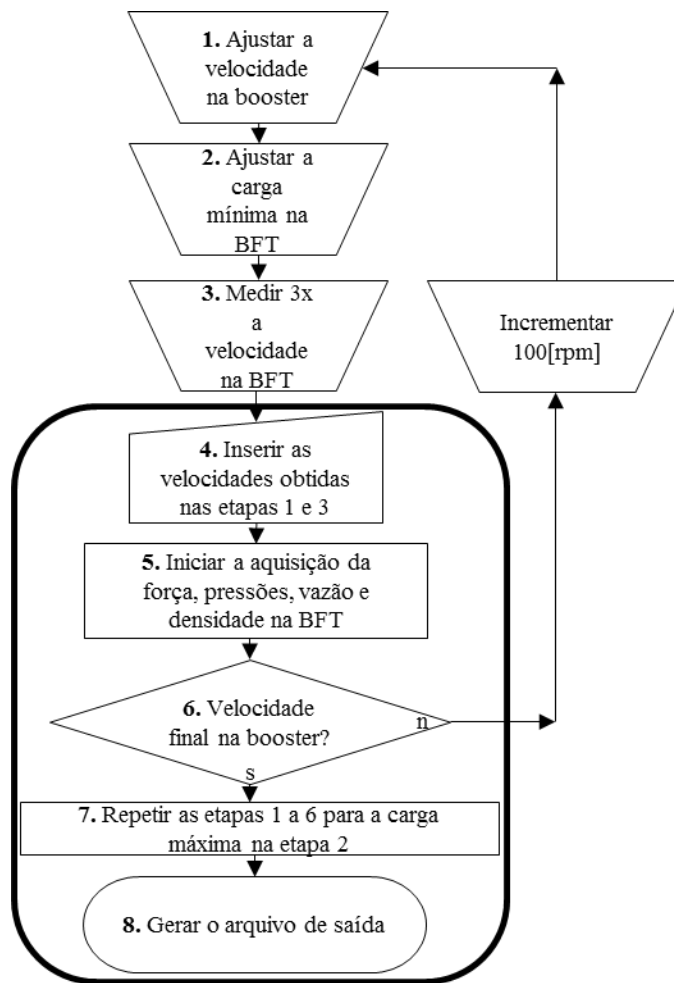 1. Ajustar a
velocidade
na booster
2. Ajustar a
carga
mínima na
BFT
3. Medir 3x
a
velocidade
na BFT
Incrementar
100[rpm]
4. Inserir as
velocidades obtidas
nas etapas 1 e 3
5. Iniciar a aquisição da
força, pressões, vazão e
densidade na BFT
6. Velocidade
final na booster?
n
s
7. Repetir as etapas 1 a 6 para a carga
máxima na etapa 2
8. Gerar o arquivo de saída